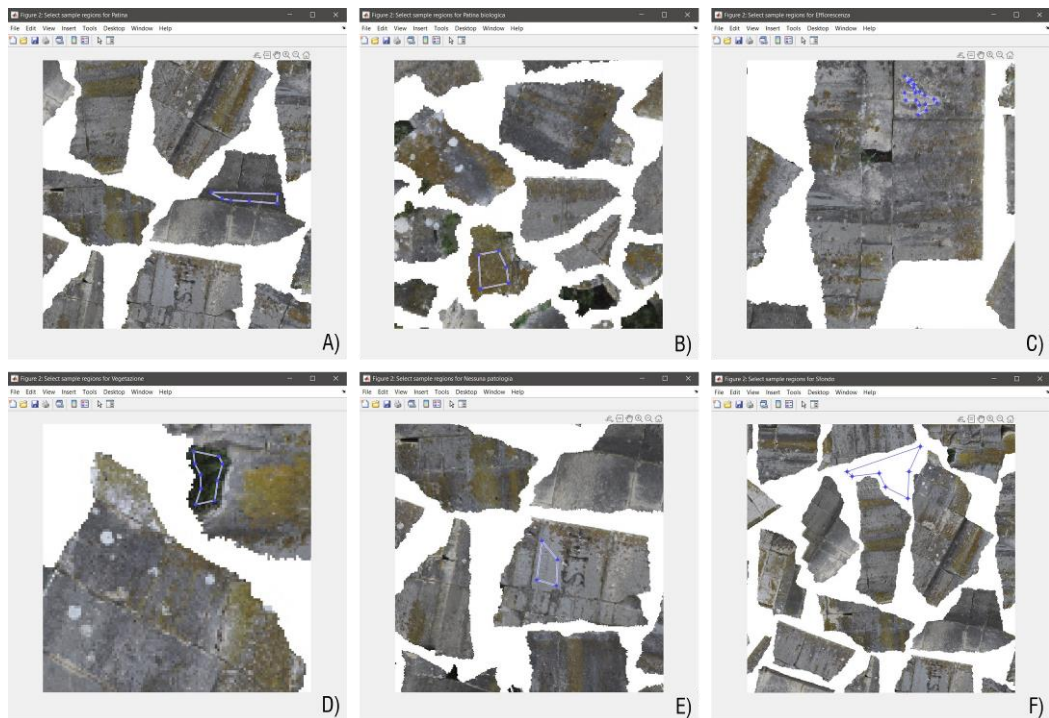 Figure 2: Select sample regions for Patina
File Edit View Insert Tools Desktop Window Help
A)
Figure 2: Select sample regions for Patina biologica
File Edit View Insert Tools Desktop Window Help
B)
Figure 2: Select sample regions for Efflorescenza
File Edit View Insert Tools Desktop Window Help
C)
Figure 2: Select sample regions for Vegetazione
File Edit View Insert Tools Desktop Window Help
D)
Figure 2: Select sample regions for Nessuna patologia
File Edit View Insert Tools Desktop Window Help
E)
Figure 2: Select sample regions for Sfondo
File Edit View Insert Tools Desktop Window Help
F)